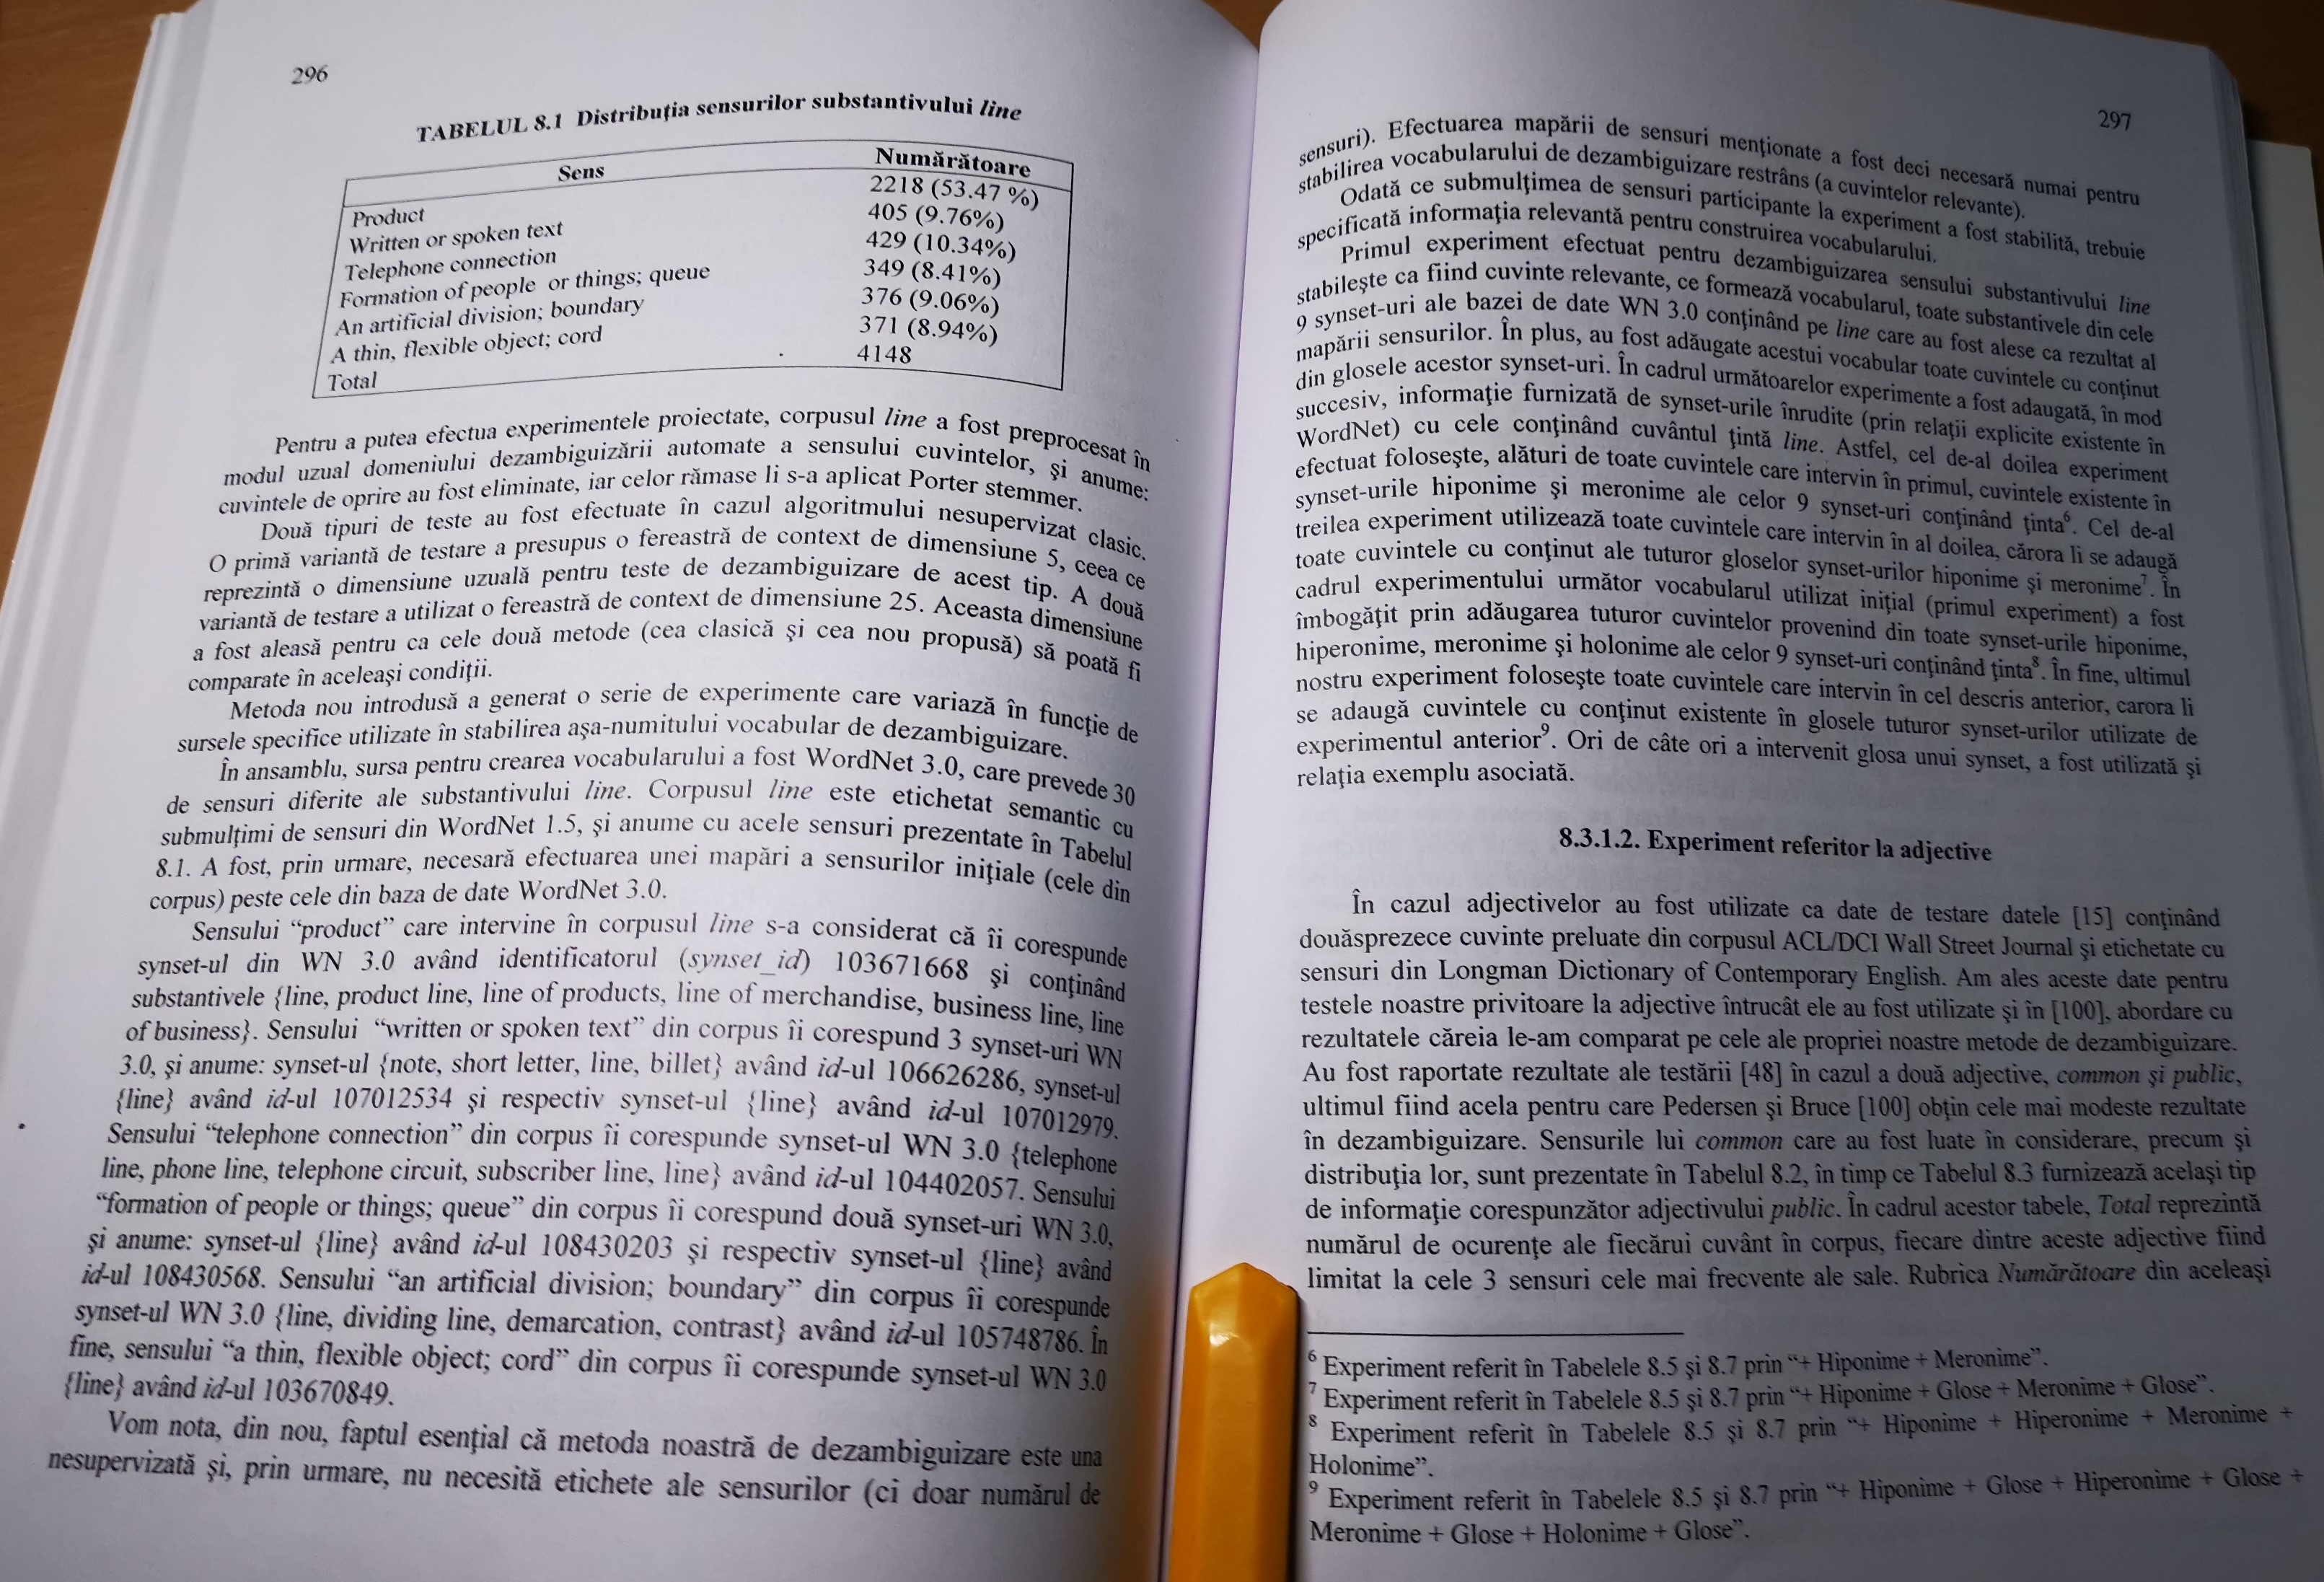 296
TABELUL 8.1 Distribuţia sensurilor substantivului line
Sens Numărătoare
Product 2218 (53.47 %)
Written or spoken text 405 (9.76%)
Telephone connection 429 (10.34%)
Formation of people or things; queue 349 (8.41%)
An artificial division; boundary 376 (9.06%)
A thin, flexible object; cord 371 (8.94%)
Total 4148
Pentru a putea efectua experimentele proiectate, corpusul line a fost preprocesat în
modul uzual domeniului dezambiguizării automate a sensului cuvintelor, şi anume:
cuvintele de oprire au fost eliminate, iar celor rămase li s-a aplicat Porter stemmer.
Două tipuri de teste au fost efectuate în cazul algoritmului nesupervizat clasic.
O primă variantă de testare a presupus o fereastră de context de dimensiune 5, ceea ce
reprezintă o dimensiune uzuală pentru teste de dezambiguizare de acest tip. A două
variantă de testare a utilizat o fereastră de context de dimensiune 25. Aceasta dimensiune
a fost aleasă pentru ca cele două metode (cea clasică şi cea nou propusă) să poată fi
comparate în aceleaşi condiţii.
Metoda nou introdusă a generat o serie de experimente care variază în funcţie de
sursele specifice utilizate în stabilirea aşa-numitului vocabular de dezambiguizare.
În ansamblu, sursa pentru crearea vocabularului a fost WordNet 3.0, care prevede 30
de sensuri diferite ale substantivului line. Corpusul line este etichetat semantic cu
submulţimi de sensuri din WordNet 1.5, şi anume cu acele sensuri prezentate în Tabelul
8.1. A fost, prin urmare, necesară efectuarea unei mapări a sensurilor iniţiale (cele din
corpus) peste cele din baza de date WordNet 3.0.
Sensului “product” care intervine în corpusul line s-a considerat că îi corespunde
synset-ul din WN 3.0 având identificatorul (synset_id) 103671668 şi conţinând
substantivele {line, product line, line of products, line of merchandise, business line, line
of business}. Sensului “written or spoken text” din corpus îi corespund 3 synset-uri WN
3.0, şi anume: synset-ul {note, short letter, line, billet} având id-ul 106626286, synset-ul
{line} având id-ul 107012534 şi respectiv synset-ul {line} având id-ul 107012979.
Sensului “telephone connection” din corpus îi corespunde synset-ul WN 3.0 {telephone
line, phone line, telephone circuit, subscriber line, line} având id-ul 104402057. Sensului
“formation of people or things; queue” din corpus îi corespund două synset-uri WN 3.0,
şi anume: synset-ul {line} având id-ul 108430203 şi respectiv synset-ul {line} având
id-ul 108430568. Sensului “an artificial division; boundary” din corpus îi corespunde
synset-ul WN 3.0 {line, dividing line, demarcation, contrast} având id-ul 105748786. În
fine, sensului “a thin, flexible object; cord” din corpus îi corespunde synset-ul WN 3.0
{line} având id-ul 103670849.
Vom nota, din nou, faptul esenţial că metoda noastră de dezambiguizare este una
nesupervizată şi, prin urmare, nu necesită etichete ale sensurilor (ci doar numărul de
297
sensuri). Efectuarea mapării de sensuri menţionate a fost deci necesară numai pentru
stabilirea vocabularului de dezambiguizare restrâns (a cuvintelor relevante).
Odată ce submulţimea de sensuri participante la experiment a fost stabilită, trebuie
specificată informaţia relevantă pentru construirea vocabularului.
Primul experiment efectuat pentru dezambiguizarea sensului substantivului line
stabileşte ca fiind cuvinte relevante, ce formează vocabularul, toate substantivele din cele
9 synset-uri ale bazei de date WN 3.0 conţinând pe line care au fost alese ca rezultat al
mapării sensurilor. În plus, au fost adăugate acestui vocabular toate cuvintele cu conţinut
din glosele acestor synset-uri. În cadrul următoarelor experimente a fost adaugată, în mod
succesiv, informaţie furnizată de synset-urile înrudite (prin relaţii explicite existente în
WordNet) cu cele conţinând cuvântul ţintă line. Astfel, cel de-al doilea experiment
efectuat foloseşte, alături de toate cuvintele care intervin în primul, cuvintele existente în
synset-urile hiponime şi meronime ale celor 9 synset-uri conţinând ţinta⁶. Cel de-al
treilea experiment utilizează toate cuvintele care intervin în al doilea, cărora li se adaugă
toate cuvintele cu conţinut ale tuturor gloselor synset-urilor hiponime şi meronime⁷. În
cadrul experimentului următor vocabularul utilizat iniţial (primul experiment) a fost
îmbogăţit prin adăugarea tuturor cuvintelor provenind din toate synset-urile hiponime,
hiperonime, meronime şi holonime ale celor 9 synset-uri conţinând ţinta⁸. În fine, ultimul
nostru experiment foloseşte toate cuvintele care intervin în cel descris anterior, carora li
se adaugă cuvintele cu conţinut existente în glosele tuturor synset-urilor utilizate de
experimentul anterior⁹. Ori de câte ori a intervenit glosa unui synset, a fost utilizată şi
relaţia exemplu asociată.
8.3.1.2. Experiment referitor la adjective
În cazul adjectivelor au fost utilizate ca date de testare datele [15] conţinând
douăsprezece cuvinte preluate din corpusul ACL/DCI Wall Street Journal şi etichetate cu
sensuri din Longman Dictionary of Contemporary English. Am ales aceste date pentru
testele noastre privitoare la adjective întrucât ele au fost utilizate şi în [100], abordare cu
rezultatele căreia le-am comparat pe cele ale propriei noastre metode de dezambiguizare.
Au fost raportate rezultate ale testării [48] în cazul a două adjective, common şi public,
ultimul fiind acela pentru care Pedersen şi Bruce [100] obţin cele mai modeste rezultate
în dezambiguizare. Sensurile lui common care au fost luate în considerare, precum şi
distribuţia lor, sunt prezentate în Tabelul 8.2, în timp ce Tabelul 8.3 furnizează acelaşi tip
de informaţie corespunzător adjectivului public. În cadrul acestor tabele, Total reprezintă
numărul de ocurenţe ale fiecărui cuvânt în corpus, fiecare dintre aceste adjective fiind
limitat la cele 3 sensuri cele mai frecvente ale sale. Rubrica Numărătoare din aceleaşi
⁶ Experiment referit în Tabelele 8.5 şi 8.7 prin “+ Hiponime + Meronime”.
⁷ Experiment referit în Tabelele 8.5 şi 8.7 prin “+ Hiponime + Glose + Meronime + Glose”.
⁸ Experiment referit în Tabelele 8.5 şi 8.7 prin “+ Hiponime + Hiperonime + Meronime +
Holonime”.
⁹ Experiment referit în Tabelele 8.5 şi 8.7 prin “+ Hiponime + Glose + Hiperonime + Glose +
Meronime + Glose + Holonime + Glose”.